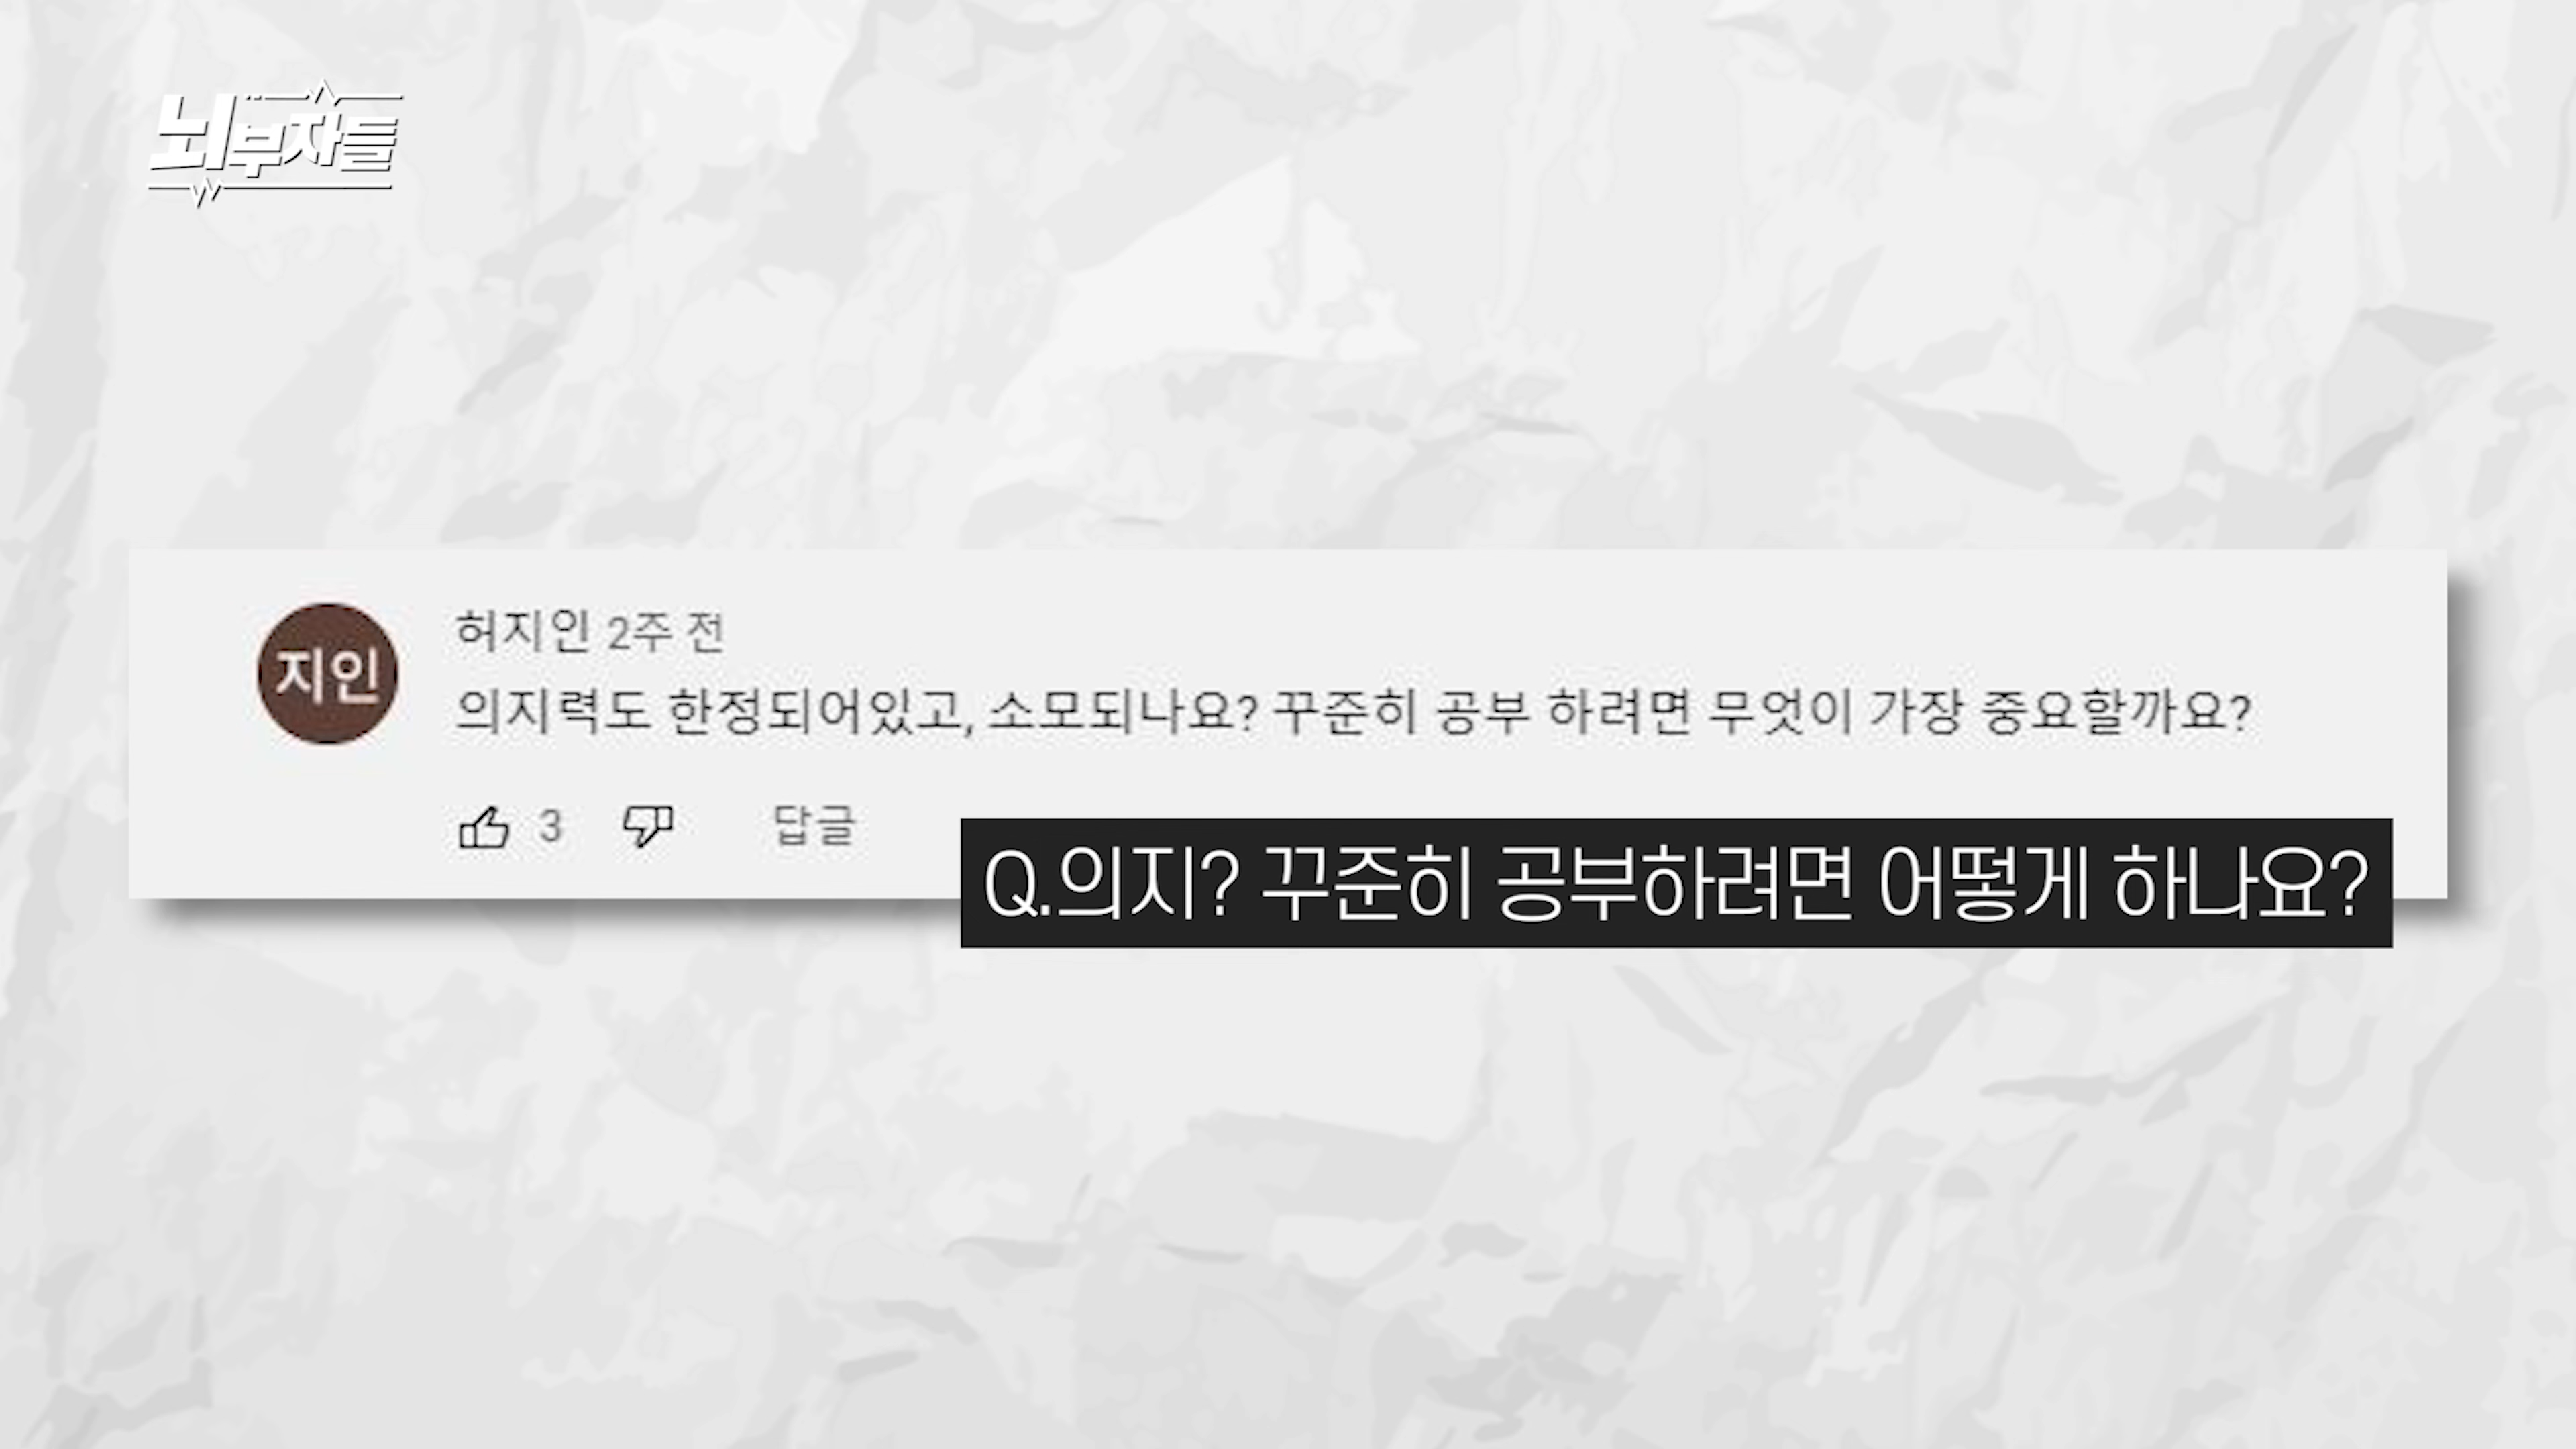 뇌부자들
지인
허지인 2주 전
의지력도 한정되어있고, 소모되나요? 꾸준히 공부 하려면 무엇이 가장 중요할까요?
3 답글
Q.의지? 꾸준히 공부하려면 어떻게 하나요?